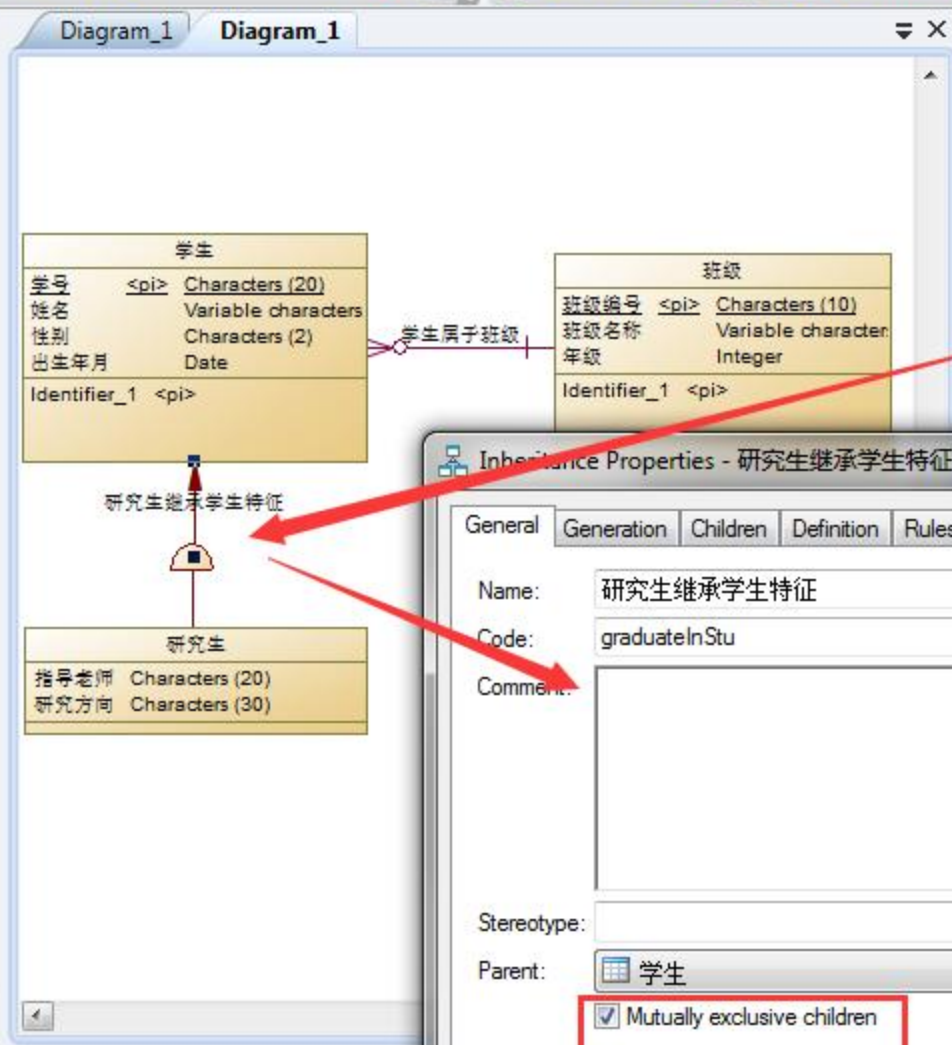 Diagram_1
Diagram_1
学生
学号 <pi> Characters (20)
姓名 Variable characters
性别 Characters (2)
出生年月 Date
Identifier_1 <pi>
学生属于班级
班级
班级编号 <pi> Characters (10)
班级名称 Variable character
年级 Integer
Identifier_1 <pi>
研究生继承学生特征
研究生
指导老师 Characters (20)
研究方向 Characters (30)
Inheritance Properties - 研究生继承学生特征
General Generation Children Definition Rules
Name: 研究生继承学生特征
Code: graduateInStu
Comment:
Stereotype:
Parent: 学生
Mutually exclusive children